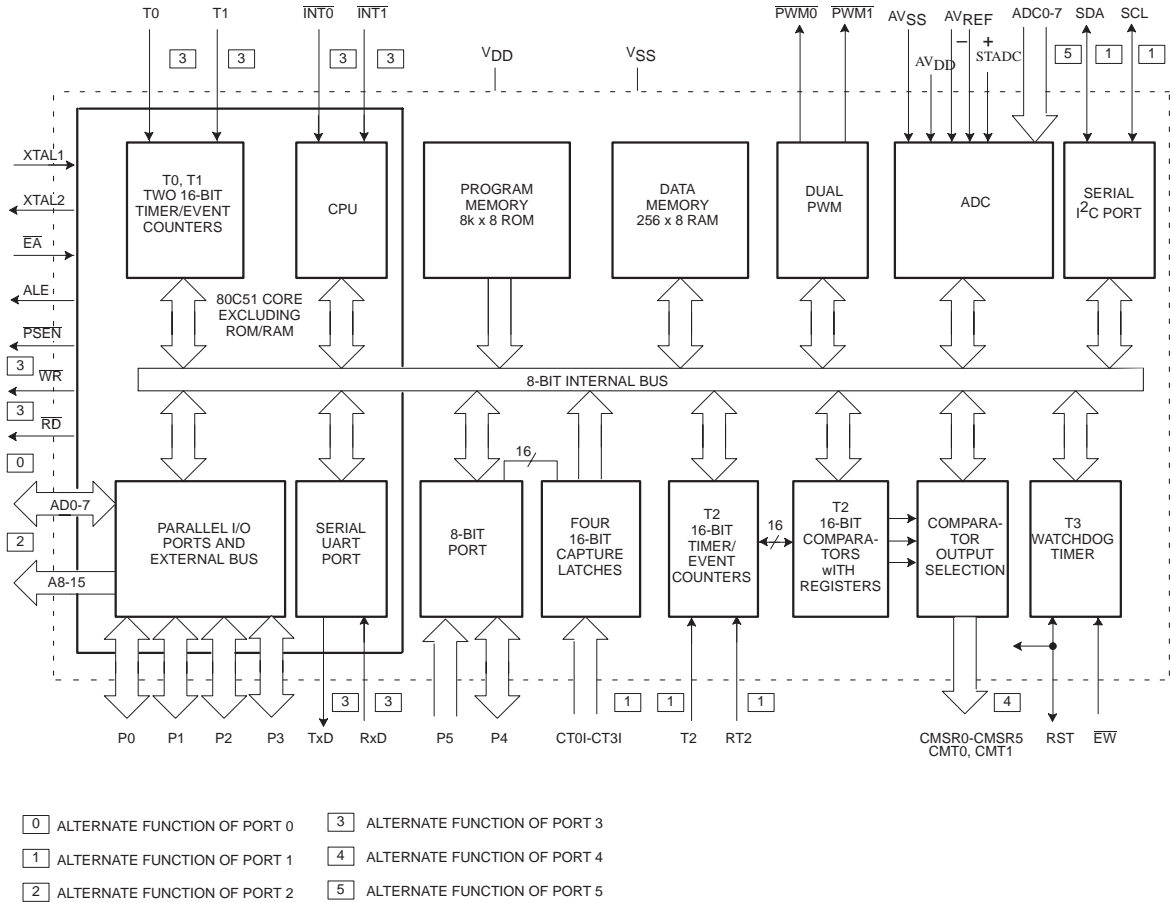 T0 T1 INT0 INT1 PWM0 PWM1 AVSS AVREF ADC0-7 SDA SCL
3 3 3 3 VDD VSS − + 5 1 1
AVDD STADC
XTAL1
XTAL2
EA
ALE
PSEN
3
WR
3
RD
0
AD0-7
2
A8-15
T0, T1
TWO 16-BIT
TIMER/EVENT
COUNTERS
CPU
PROGRAM
MEMORY
8k x 8 ROM
DATA
MEMORY
256 x 8 RAM
DUAL
PWM
ADC
SERIAL
I2C PORT
80C51 CORE
EXCLUDING
ROM/RAM
8-BIT INTERNAL BUS
16
16
PARALLEL I/O
PORTS AND
EXTERNAL BUS
SERIAL
UART
PORT
8-BIT
PORT
FOUR
16-BIT
CAPTURE
LATCHES
T2
16-BIT
TIMER/
EVENT
COUNTERS
T2
16-BIT
COMPARA-
TORS
wITH
REGISTERS
COMPARA-
TOR
OUTPUT
SELECTION
T3
WATCHDOG
TIMER
3 3 1 1 1 4
P0 P1 P2 P3 TxD RxD P5 P4 CT0I-CT3I T2 RT2 CMSR0-CMSR5 RST EW
CMT0, CMT1
0 ALTERNATE FUNCTION OF PORT 0
1 ALTERNATE FUNCTION OF PORT 1
2 ALTERNATE FUNCTION OF PORT 2
3 ALTERNATE FUNCTION OF PORT 3
4 ALTERNATE FUNCTION OF PORT 4
5 ALTERNATE FUNCTION OF PORT 5